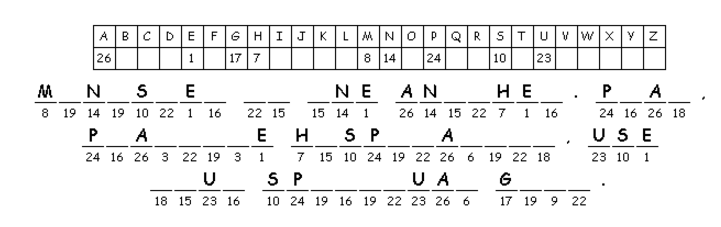 A B C D E F G H I J K L M N O P Q R S T U V W X Y Z
26 1 17 7 8 14 24 10 23
M _ N _ S _ E _ _ _ _ N E A N _ _ H E _ . P _ A _ ,
8 19 14 19 10 22 1 16 22 15 15 14 1 26 14 15 22 7 1 16 24 16 26 18
P _ A _ _ _ _ E H _ S P _ _ A _ _ _ _ , U S E
24 16 26 3 22 19 3 1 7 15 10 24 19 22 26 6 19 22 18 23 10 1
_ _ U _ S P _ _ _ _ U A _ G _ _ _ .
18 15 23 16 10 24 19 16 19 22 23 26 6 17 19 9 22